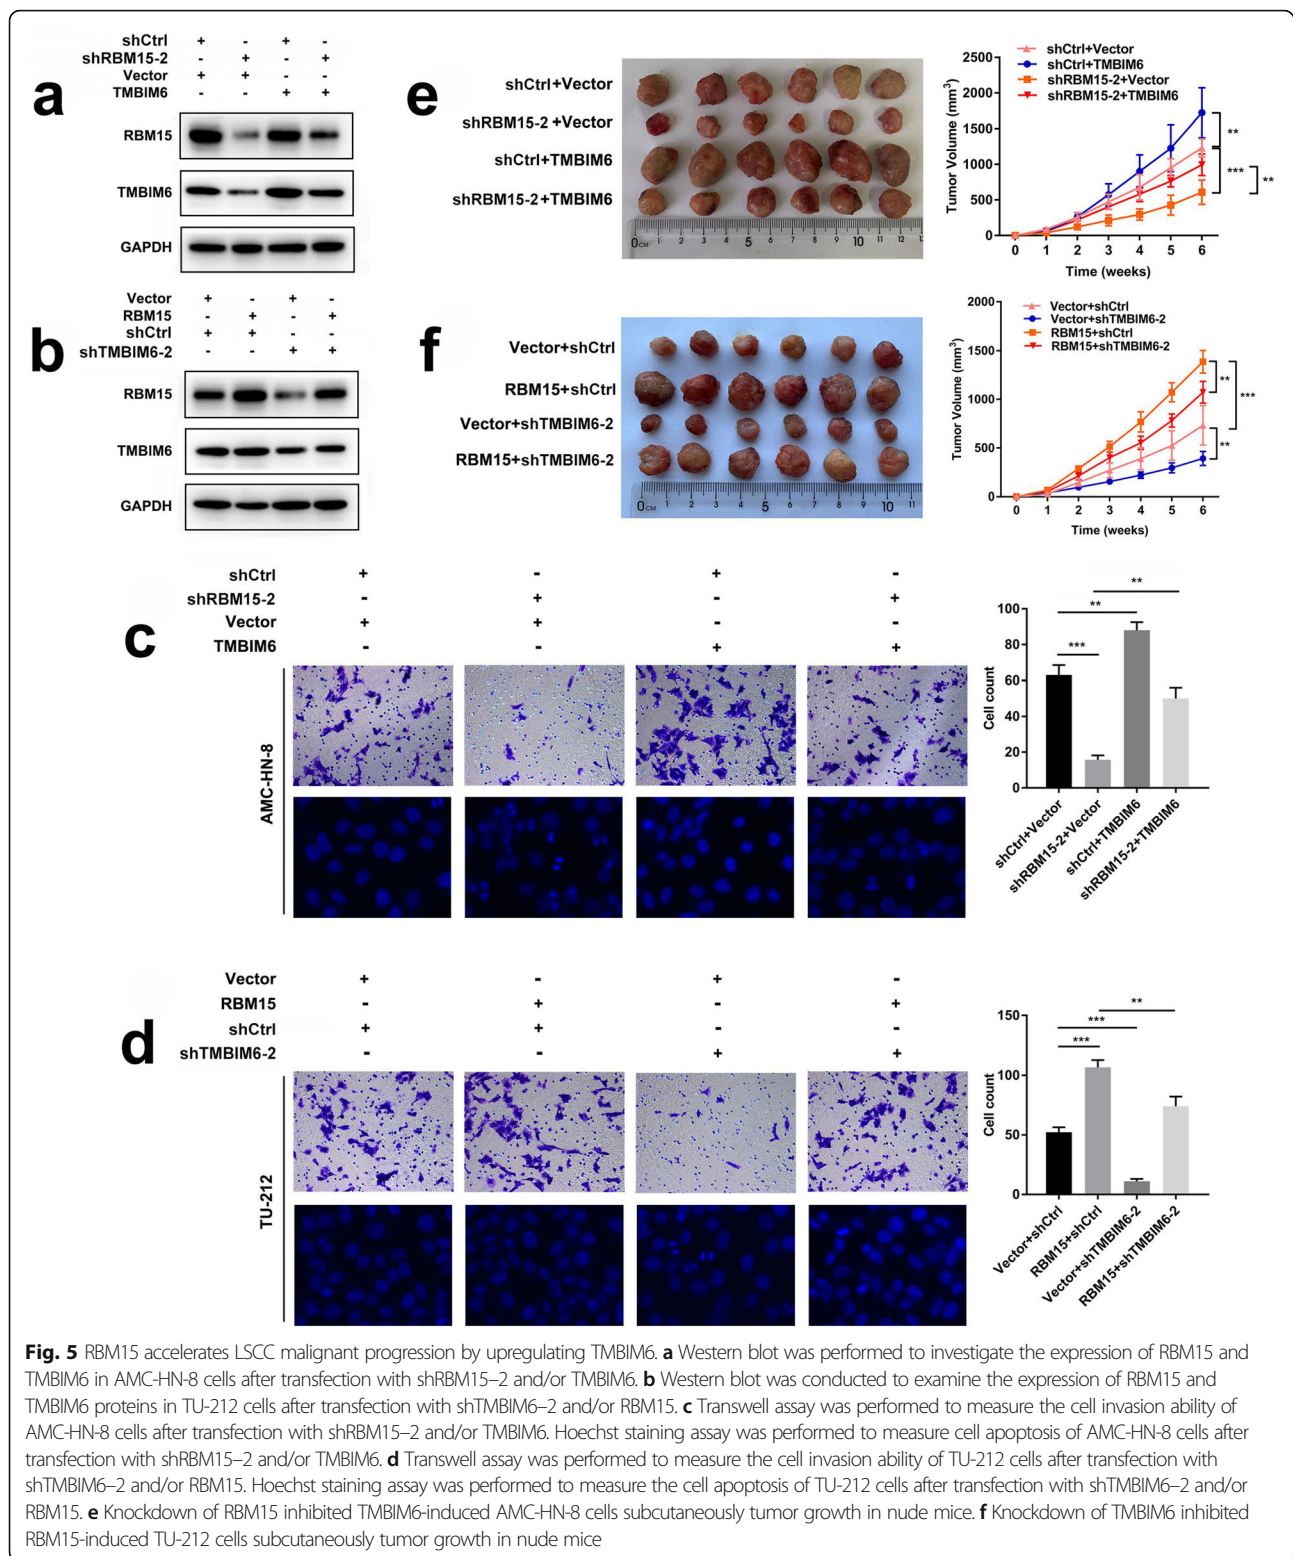 a
shCtrl + - + -
shRBM15-2 - + - +
Vector + + - -
TMBIM6 - - + +
RBM15
TMBIM6
GAPDH
b
Vector + - + -
RBM15 - + - +
shCtrl + + - -
shTMBIM6-2 - - + +
RBM15
TMBIM6
GAPDH
e
shCtrl+Vector
shRBM15-2 +Vector
shCtrl+TMBIM6
shRBM15-2+TMBIM6
0CM 1 2 3 4 5 6 7 8 9 10 11 12 13
shCtrl+Vector
shCtrl+TMBIM6
shRBM15-2+Vector
shRBM15-2+TMBIM6
Tumor Volume (mm3)
2500
2000
1500
1000
500
0
0 1 2 3 4 5 6
Time (weeks)
**
***
**
f
Vector+shCtrl
RBM15+shCtrl
Vector+shTMBIM6-2
RBM15+shTMBIM6-2
0CM 1 2 3 4 5 6 7 8 9 10 11
Vector+shCtrl
Vector+shTMBIM6-2
RBM15+shCtrl
RBM15+shTMBIM6-2
Tumor Volume (mm3)
2000
1500
1000
500
0
0 1 2 3 4 5 6
Time (weeks)
**
***
**
c
shCtrl + - + -
shRBM15-2 - + - +
Vector + + - -
TMBIM6 - - + +
AMC-HN-8
Cell count
100
80
60
40
20
0
**
**
***
shCtrl+Vector
shRBM15-2+Vector
shCtrl+TMBIM6
shRBM15-2+TMBIM6
d
Vector + - + -
RBM15 - + - +
shCtrl + + - -
shTMBIM6-2 - - + +
TU-212
Cell count
150
100
50
0
**
***
***
Vector+shCtrl
RBM15+shCtrl
Vector+shTMBIM6-2
RBM15+shTMBIM6-2
Fig. 5 RBM15 accelerates LSCC malignant progression by upregulating TMBIM6. a Western blot was performed to investigate the expression of RBM15 and
TMBIM6 in AMC-HN-8 cells after transfection with shRBM15–2 and/or TMBIM6. b Western blot was conducted to examine the expression of RBM15 and
TMBIM6 proteins in TU-212 cells after transfection with shTMBIM6–2 and/or RBM15. c Transwell assay was performed to measure the cell invasion ability of
AMC-HN-8 cells after transfection with shRBM15–2 and/or TMBIM6. Hoechst staining assay was performed to measure cell apoptosis of AMC-HN-8 cells after
transfection with shRBM15–2 and/or TMBIM6. d Transwell assay was performed to measure the cell invasion ability of TU-212 cells after transfection with
shTMBIM6–2 and/or RBM15. Hoechst staining assay was performed to measure the cell apoptosis of TU-212 cells after transfection with shTMBIM6–2 and/or
RBM15. e Knockdown of RBM15 inhibited TMBIM6-induced AMC-HN-8 cells subcutaneously tumor growth in nude mice. f Knockdown of TMBIM6 inhibited
RBM15-induced TU-212 cells subcutaneously tumor growth in nude mice